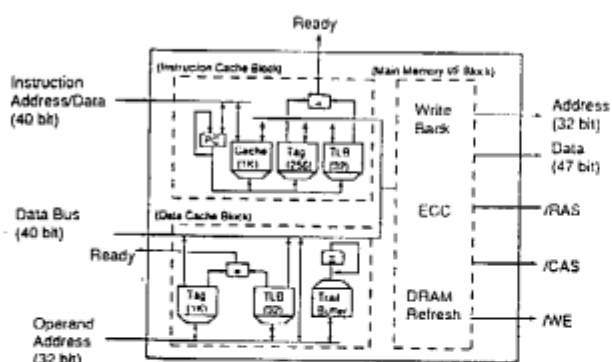 Ready
(Instruction Cache Block)
(Main Memory I/F Block)
Instruction
Address/Data
(40 bit)
Cache
(1K)
Tag
(256)
TLB
(32)
Write
Back
ECC
DRAM
Refresh
Address
(32 bit)
Data
(47 bit)
/RAS
/CAS
/WE
Data Bus
40 bit)
(Data Cache Block)
Ready
Tag
(1K)
TLB
(32)
Trail
Buffer
Operand
Address
(32 bit)